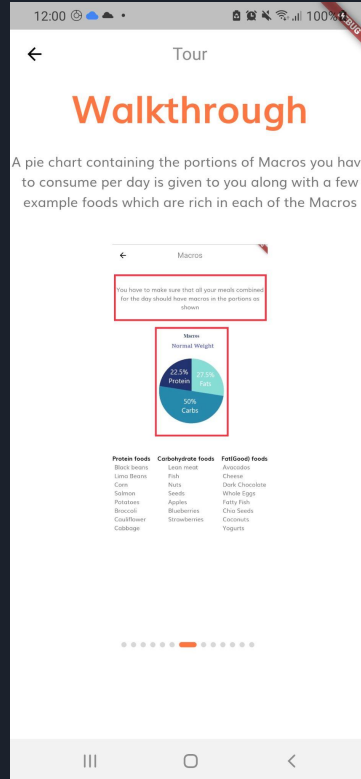 12:00 100%
Tour
Walkthrough
A pie chart containing the portions of Macros you hav
to consume per day is given to you along with a few
example foods which are rich in each of the Macros
Macros
You have to make sure that all your meals combined
for the day should have macros in the portions as
shown
Macros
Normal Weight
22.5% Protein
27.5% Fats
50%
Carbs
Protein foods Carbohydrate foods Fat(Good) foods
Black beans Lean meat Avocados
Lima Beans Fish Cheese
Corn Nuts Dark Chocolate
Salmon Seeds Whole Eggs
Potatoes Apples Fatty Fish
Broccoli Blueberries Chia Seeds
Cauliflower Strawberries Coconuts
Cabbage Yogurts